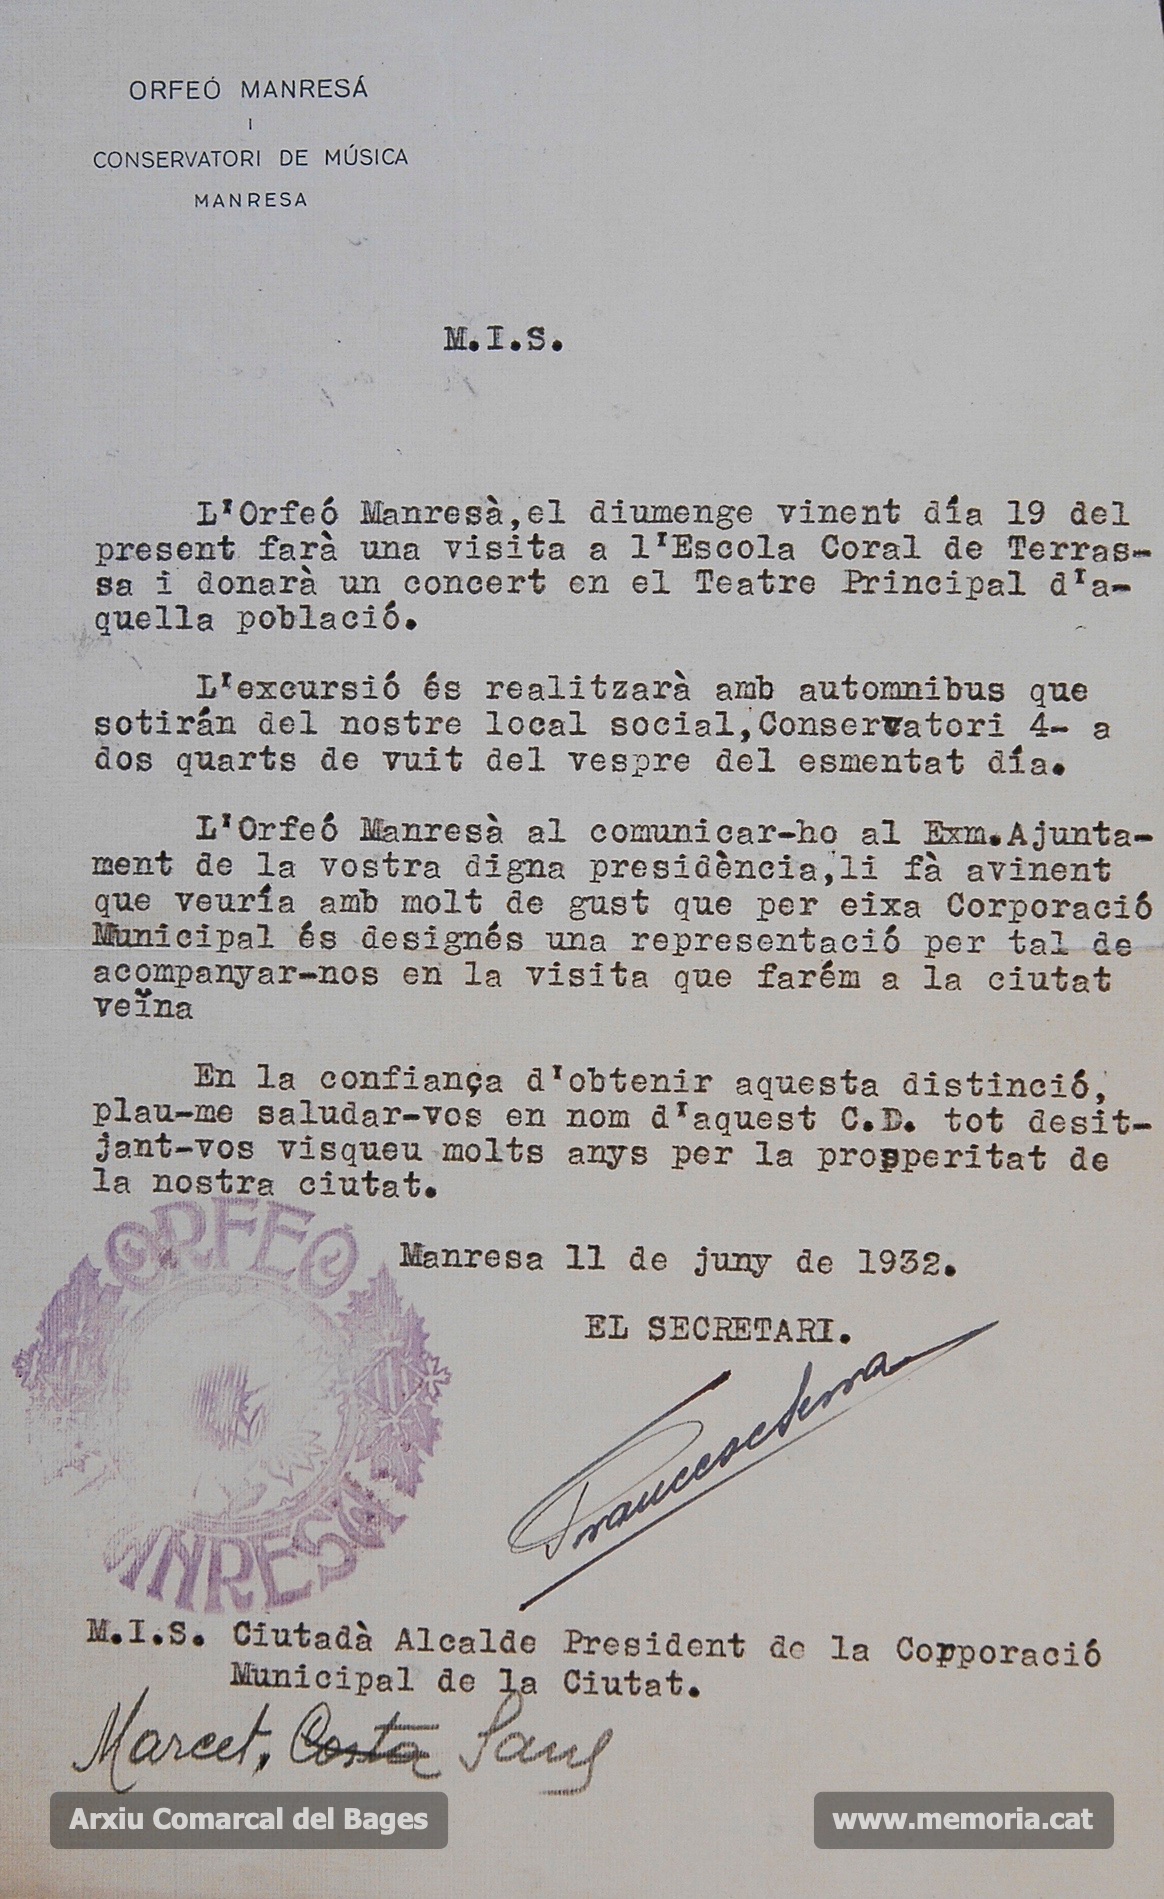 ORFEÓ MANRESÁ
I
CONSERVATORI DE MÚSICA
MANRESA
M.I.S.
L'Orfeó Manresà,el diumenge vinent día 19 del
present farà una visita a l'Escola Coral de Terras-
sa i donarà un concert en el Teatre Principal d'a-
quella població.
L'excursió és realitzarà amb automnibus que
sotirán del nostre local social,Conservatori 4- a
dos quarts de vuit del vespre del esmentat día.
L'Orfeó Manresà al comunicar-ho al Exm.Ajunta-
ment de la vostra digna presidència,li fà avinent
que veuría amb molt de gust que per eixa Corporació
Municipal és designés una representació per tal de
acompanyar-nos en la visita que farém a la ciutat
veïna
En la confiança d'obtenir aquesta distinció,
plau-me saludar-vos en nom d'aquest C.D. tot desit-
jant-vos visqueu molts anys per la prosperitat de
la nostra ciutat.
Manresa 11 de juny de 1932.
EL SECRETARI.
Francesc Serra
ORFEÓ
MANRESÀ
M.I.S. Ciutadà Alcalde President de la Corporació
Municipal de la Ciutat.
Marcet, Costa Sans
Arxiu Comarcal del Bages
www.memoria.cat